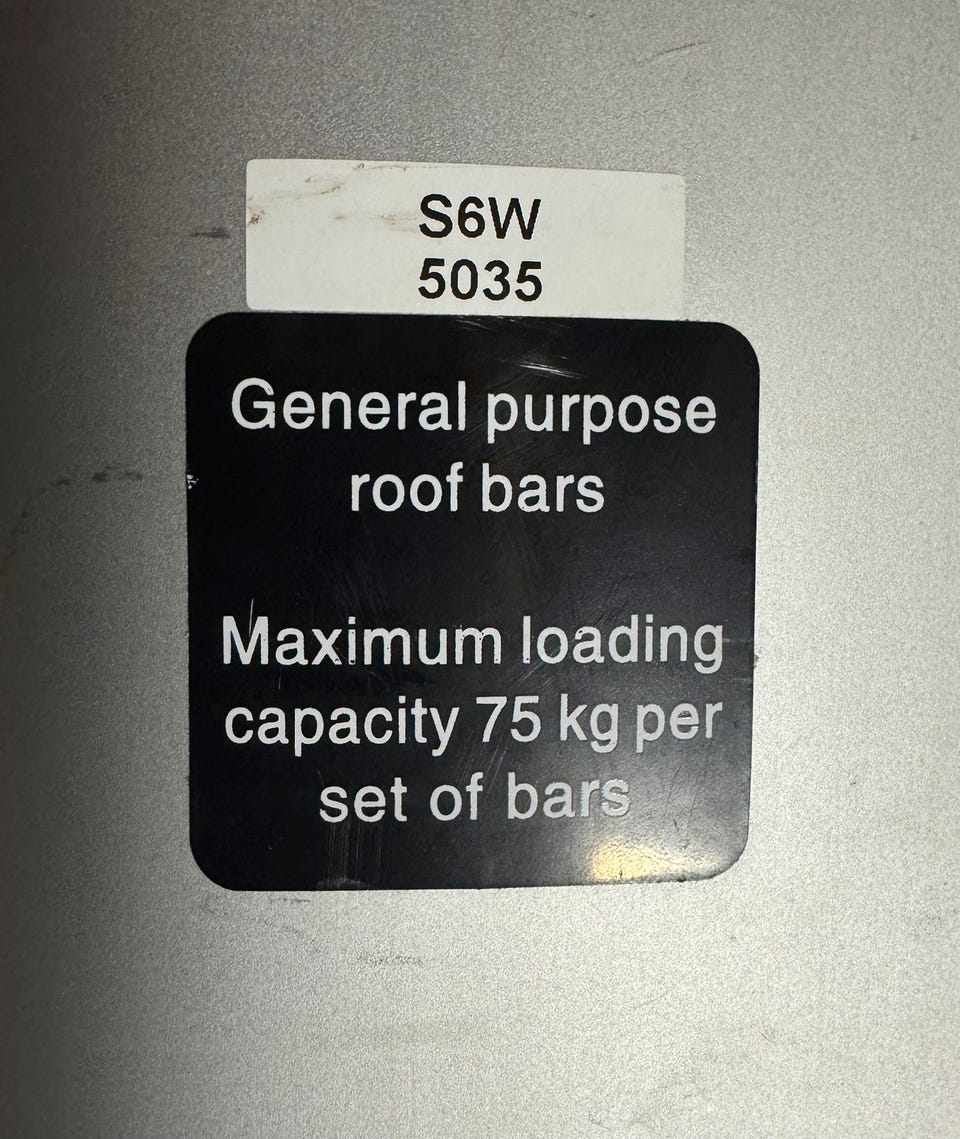 S6W
5035
General purpose
roof bars
Maximum loading
capacity 75 kg per
set of bars